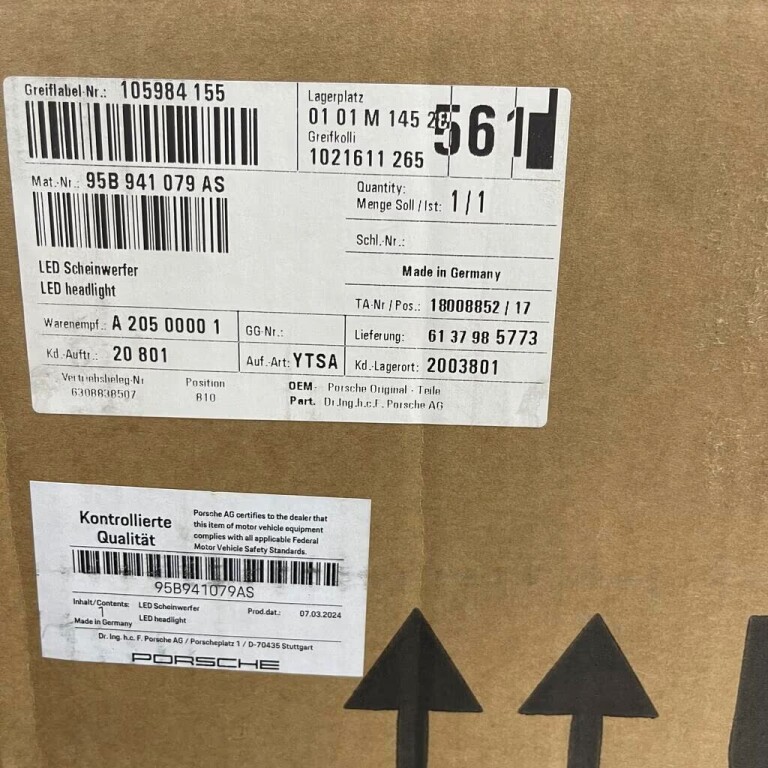 Greiflabel-Nr.: 105984 155
Lagerplatz
01 01 M 145
561
Greifkolli
1021611 265
Mat.-Nr.: 95B 941 079 AS
Quantity:
Menge Soll / Ist: 1 / 1
Schl.-Nr.:
LED Scheinwerfer
LED headlight
Made in Germany
TA-Nr / Pos.: 18008852 / 17
Warenempf.: A 205 0000 1
GG-Nr.:
Lieferung: 61 37 98 5773
Kd.-Auftr.: 20 801
Auf.-Art: YTSA
Kd.-Lagerort: 2003801
Vertriebsbeleg-Nr
Position
OEM- Porsche Original - Teile
6308838507
810
Part. Dr.Ing.h.c.F. Porsche AG
Kontrollierte
Qualität
Porsche AG certifies to the dealer that
this item of motor vehicle equipment
complies with all applicable Federal
Motor Vehicle Safety Standards.
95B941079AS
Inhalt/Contents: LED Scheinwerfer
Prod.dat.: 07.03.2024
1
LED headlight
Made in Germany
Dr. Ing. h.c. F. Porsche AG / Porscheplatz 1 / D-70435 Stuttgart
PORSCHE